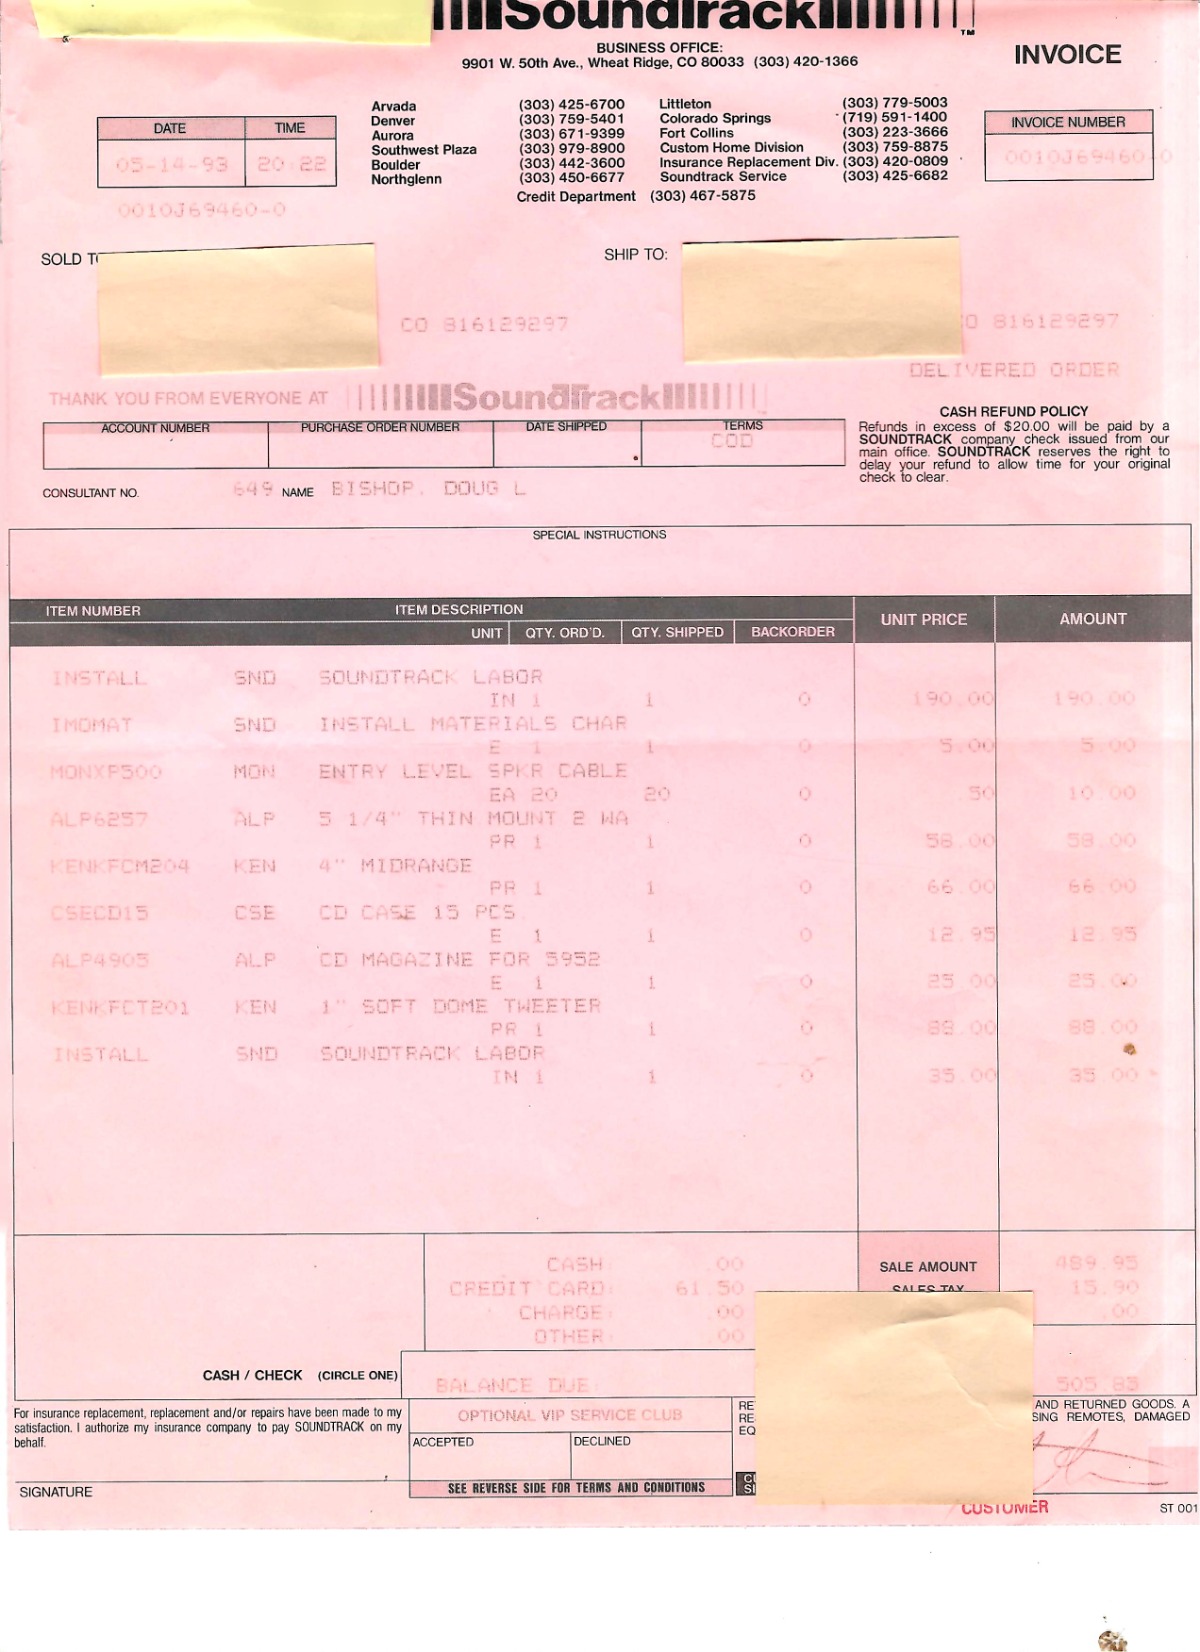 SoundTrack TM
BUSINESS OFFICE:
9901 W. 50th Ave., Wheat Ridge, CO 80033 (303) 420-1366
INVOICE
Arvada (303) 425-6700 Littleton (303) 779-5003
Denver (303) 759-5401 Colorado Springs (719) 591-1400
Aurora (303) 671-9399 Fort Collins (303) 223-3666
Southwest Plaza (303) 979-8900 Custom Home Division (303) 759-8875
Boulder (303) 442-3600 Insurance Replacement Div. (303) 420-0809
Northglenn (303) 450-6677 Soundtrack Service (303) 425-6682
Credit Department (303) 467-5875
DATE TIME
05-14-93 20:22
0010J69460-0
INVOICE NUMBER
0010J69460-0
SOLD TO
SHIP TO:
CO 816129297
CO 816129297
DELIVERED ORDER
THANK YOU FROM EVERYONE AT SoundTrack
CASH REFUND POLICY
Refunds in excess of $20.00 will be paid by a
SOUNDTRACK company check issued from our
main office. SOUNDTRACK reserves the right to
delay your refund to allow time for your original
check to clear.
ACCOUNT NUMBER PURCHASE ORDER NUMBER DATE SHIPPED TERMS
COD
CONSULTANT NO. 649 NAME BISHOP, DOUG L
SPECIAL INSTRUCTIONS
ITEM NUMBER ITEM DESCRIPTION UNIT PRICE AMOUNT
UNIT QTY. ORD'D. QTY. SHIPPED BACKORDER
INSTALL SND SOUNDTRACK LABOR
IN 1 1 0 190.00 190.00
IMOMAT SND INSTALL MATERIALS CHAR
E 1 1 0 5.00 5.00
MONXP500 MON ENTRY LEVEL SPKR CABLE
EA 20 20 0 .50 10.00
ALP6257 ALP 5 1/4" THIN MOUNT 2 WA
PR 1 1 0 58.00 58.00
KENKFCM204 KEN 4" MIDRANGE
PR 1 1 0 66.00 66.00
CSECD15 CSE CD CASE 15 PCS
E 1 1 0 12.95 12.95
ALP4905 ALP CD MAGAZINE FOR 5952
E 1 1 0 25.00 25.00
KENKFCT201 KEN 1" SOFT DOME TWEETER
PR 1 1 0 88.00 88.00
INSTALL SND SOUNDTRACK LABOR
IN 1 1 0 35.00 35.00
CASH: .00
CREDIT CARD: 61.50
CHARGE: .00
OTHER: .00
SALE AMOUNT 489.95
SALES TAX 15.90
.00
CASH / CHECK (CIRCLE ONE)
BALANCE DUE: 505.85
For insurance replacement, replacement and/or repairs have been made to my
satisfaction. I authorize my insurance company to pay SOUNDTRACK on my
behalf.
SIGNATURE
OPTIONAL VIP SERVICE CLUB
ACCEPTED DECLINED
SEE REVERSE SIDE FOR TERMS AND CONDITIONS
AND RETURNED GOODS. A
REMOTES, DAMAGED
CUSTOMER
ST 001